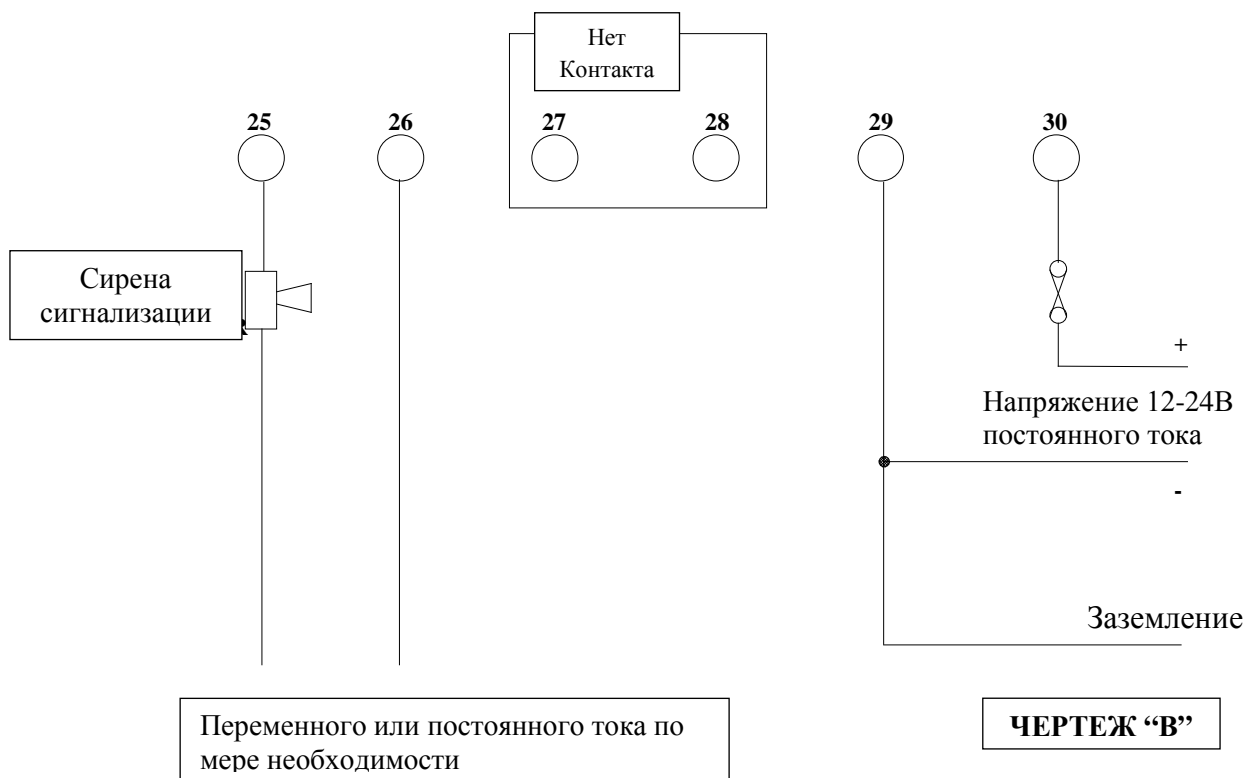 Нет
Контакта
25 26 27 28 29 30
Сирена
сигнализации
+
Напряжение 12-24В
постоянного тока
-
Заземление
Переменного или постоянного тока по
мере необходимости
ЧЕРТЕЖ “В”